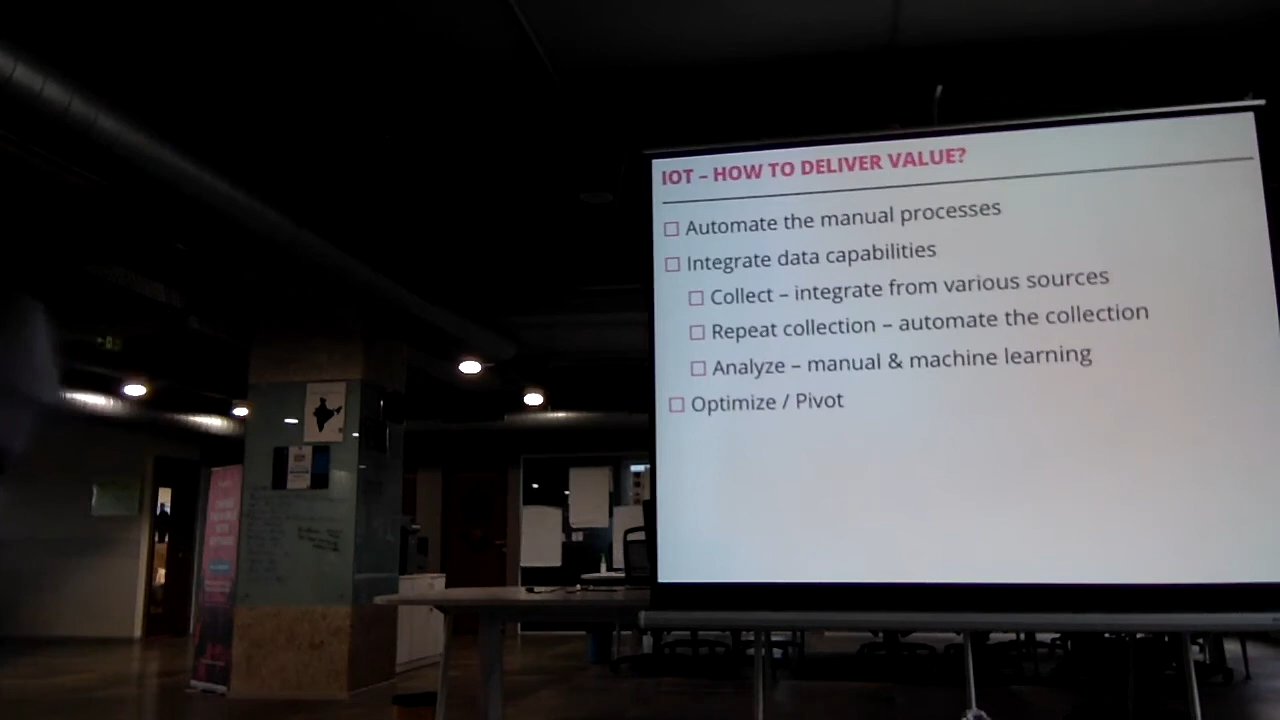 IOT – HOW TO DELIVER VALUE?
Automate the manual processes
Integrate data capabilities
Collect – integrate from various sources
Repeat collection – automate the collection
Analyze – manual & machine learning
Optimize / Pivot